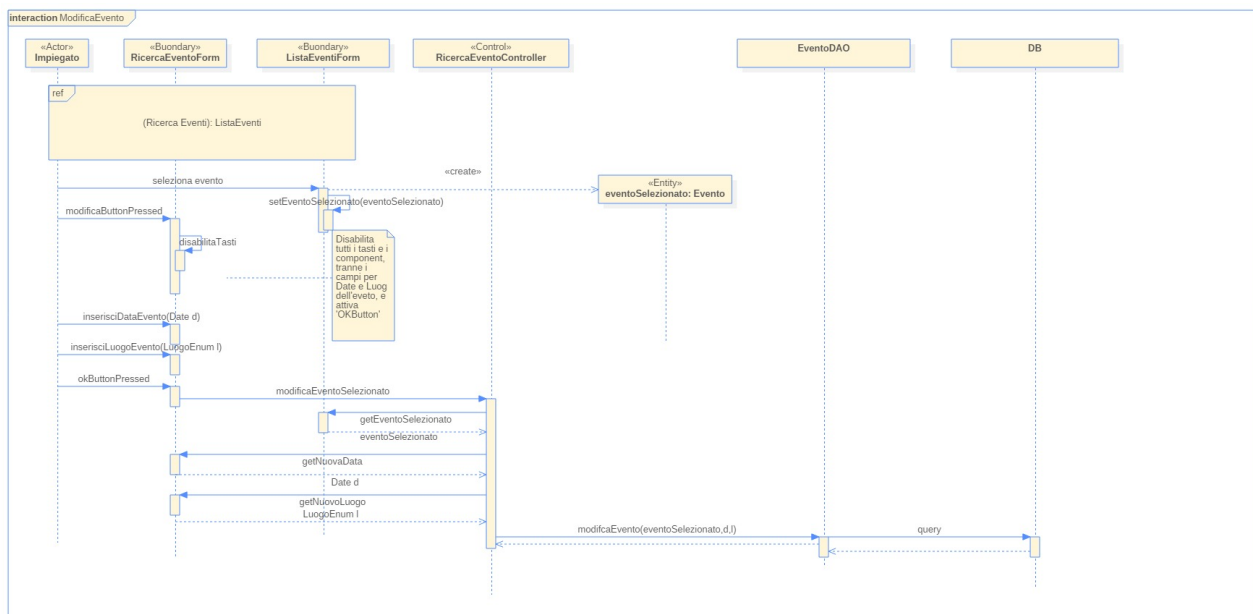 interaction ModificaEvento
«Actor»
Impiegato
«Buondary»
RicercaEventoForm
«Buondary»
ListaEventiForm
«Control»
RicercaEventoController
EventoDAO
DB
ref
(Ricerca Eventi): ListaEventi
seleziona evento
«create»
«Entity»
eventoSelezionato: Evento
setEventoSelezionato(eventoSelezionato)
modificaButtonPressed
disabilitaTasti
Disabilita
tutti i tasti e i
component,
tranne i
campi per
Date e Luog
dell'eveto, e
attiva
'OKButton'
inserisciDataEvento(Date d)
inserisciLuogoEvento(LuogoEnum l)
okButtonPressed
modificaEventoSelezionato
getEventoSelezionato
eventoSelezionato
getNuovaData
Date d
getNuovoLuogo
LuogoEnum l
modifcaEvento(eventoSelezionato,d,l)
query